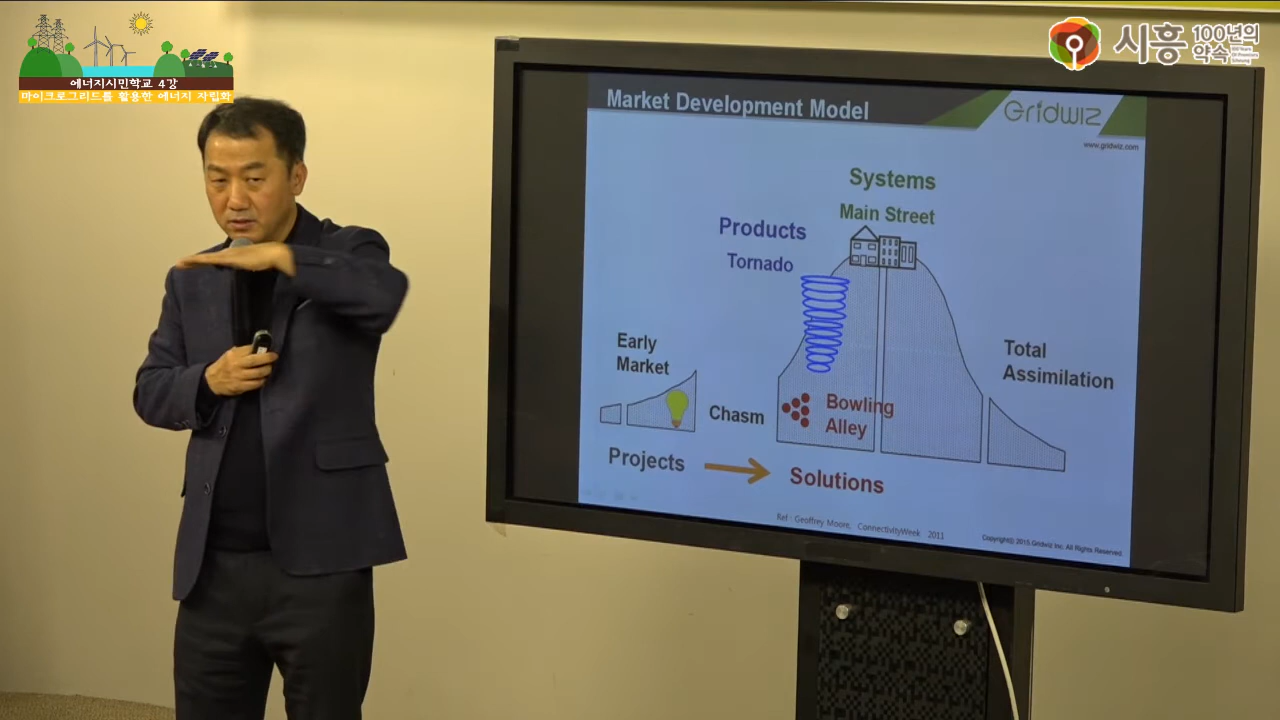 에너지시민학교 4강
마이크로그리드를 활용한 에너지 자립화
시흥
100년의
약속
Market Development Model
Gridwiz
www.gridwiz.com
Systems
Main Street
Products
Tornado
Early
Market
Total
Assimilation
Chasm
Bowling
Alley
Projects
Solutions
Ref : Geoffrey Moore, ConnectivityWeek 2011
Copyright© 2015 Gridwiz Inc. All Rights Reserved